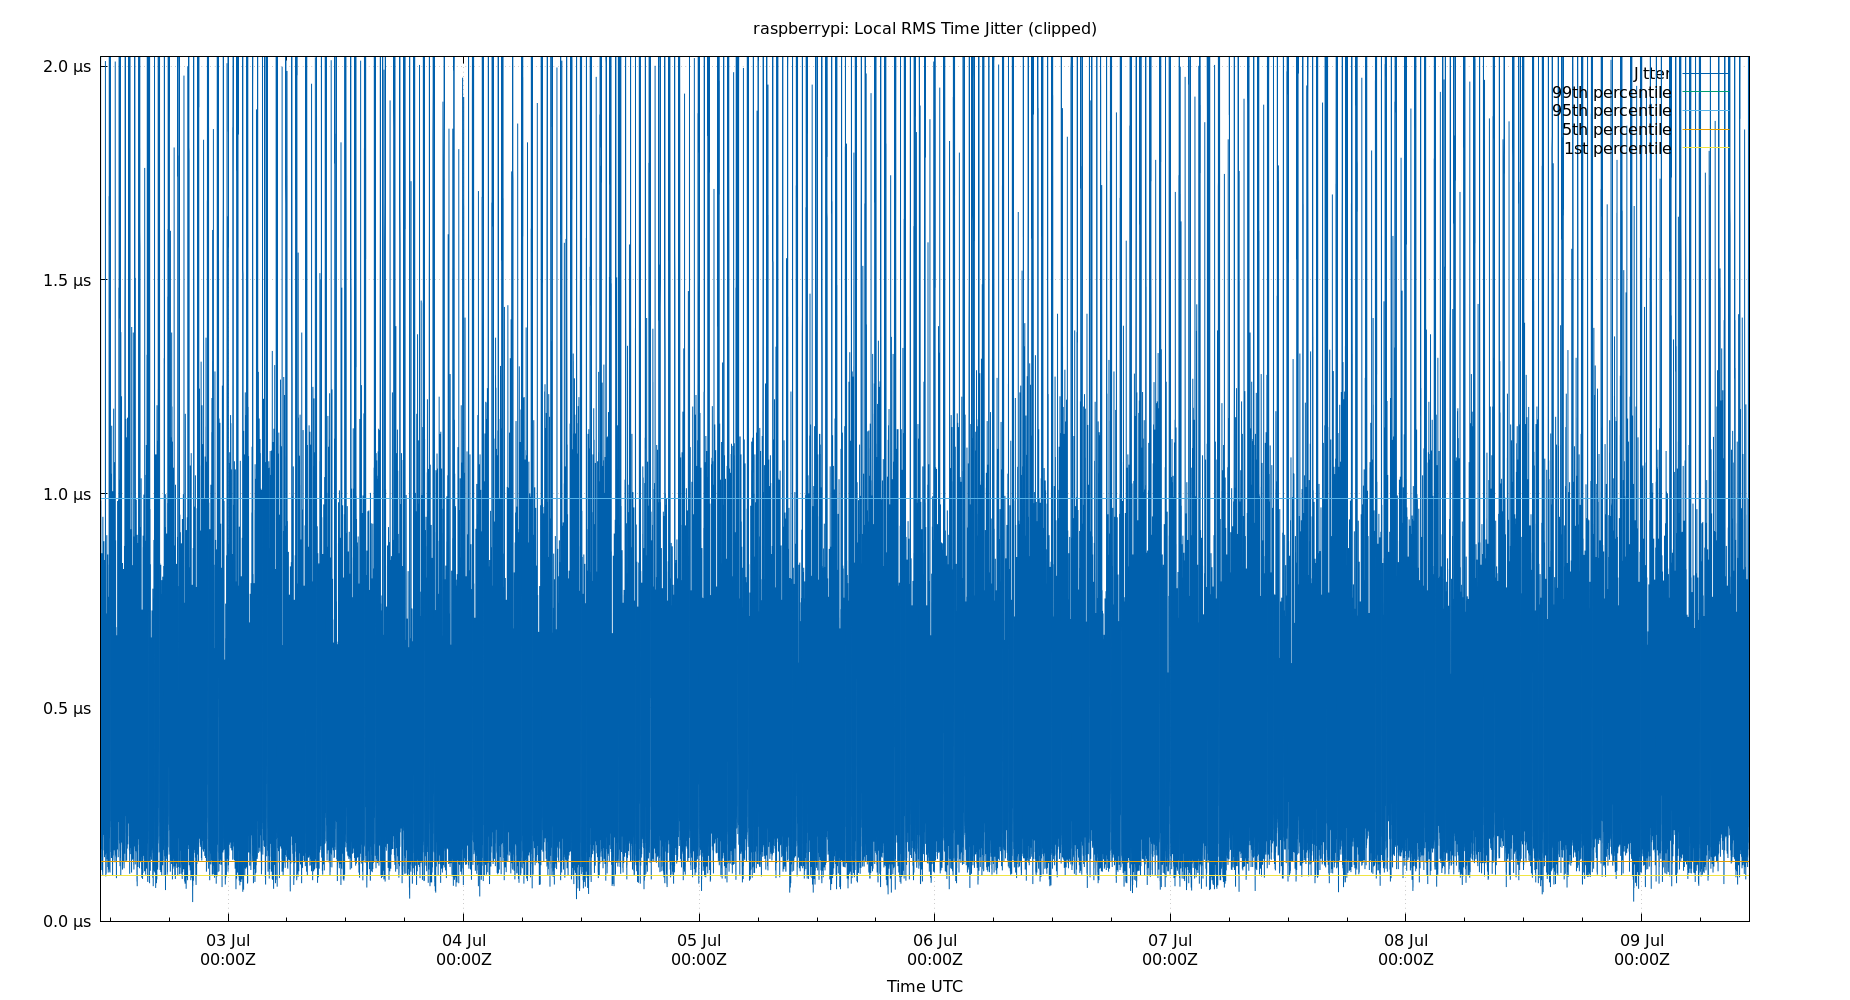 raspberrypi: Local RMS Time Jitter (clipped)
2.0 µs
1.5 µs
1.0 µs
0.5 µs
0.0 µs
Jitter
99th percentile
95th percentile
5th percentile
1st percentile
03 Jul
00:00Z
04 Jul
00:00Z
05 Jul
00:00Z
06 Jul
00:00Z
07 Jul
00:00Z
08 Jul
00:00Z
09 Jul
00:00Z
Time UTC